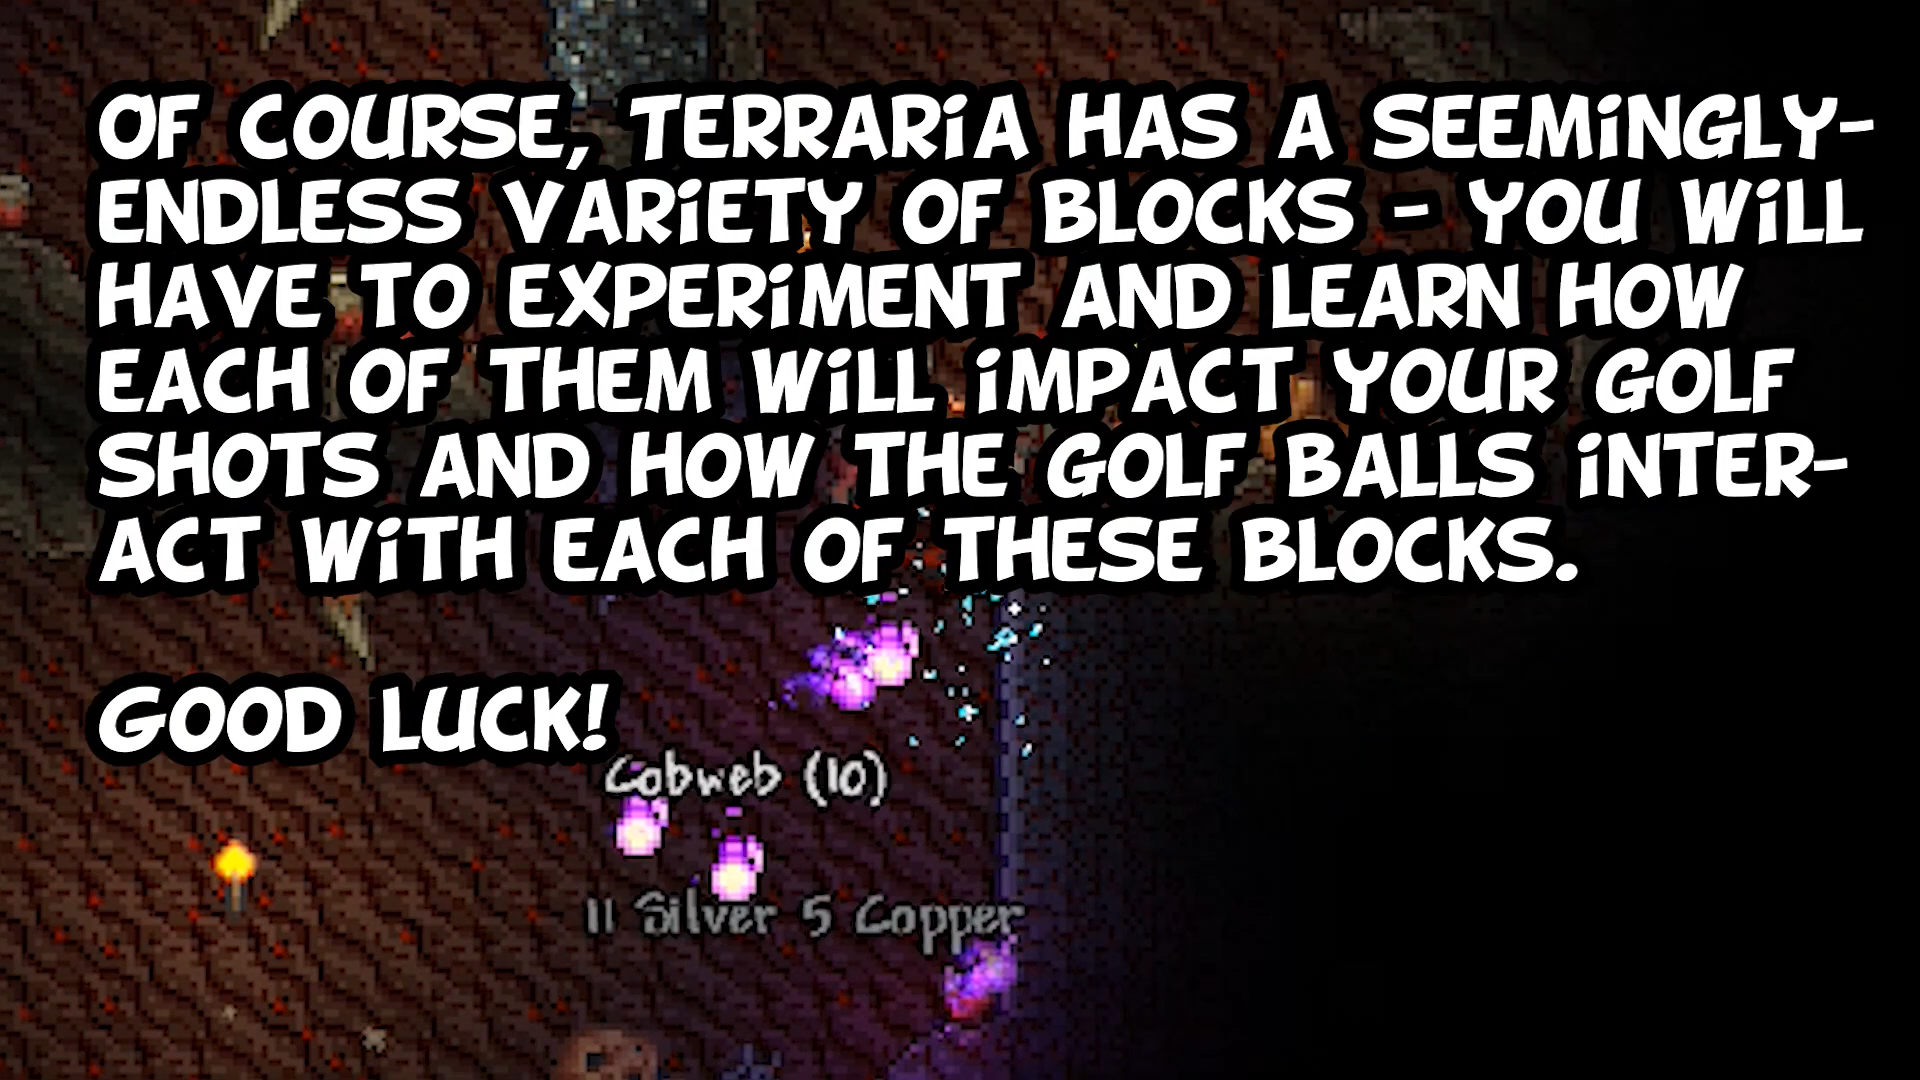 OF COURSE, TERRARiA HAS A SEEMiNGLY-
ENDLESS VARiETY OF BLOCKS - YOU WiLL
HAVE TO EXPERiMENT AND LEARN HOW
EACH OF THEM WiLL iMPACT YOUR GOLF
SHOTS AND HOW THE GOLF BALLS iNTER-
ACT WiTH EACH OF THESE BLOCKS.
GOOD LUCK!
Cobweb (10)
11 Silver 5 Copper